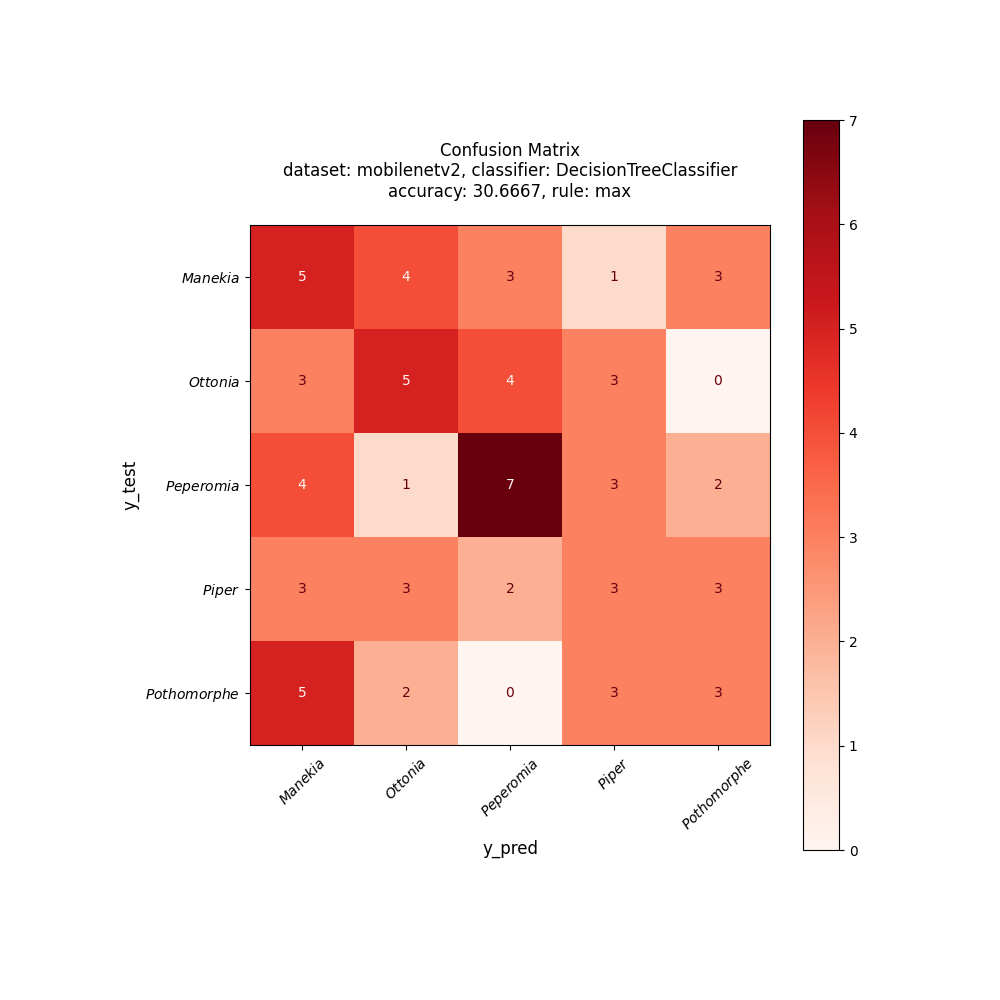 Confusion Matrix
dataset: mobilenetv2, classifier: DecisionTreeClassifier
accuracy: 30.6667, rule: max
y_test
Manekia 5 4 3 1 3
Ottonia 3 5 4 3 0
Peperomia 4 1 7 3 2
Piper 3 3 2 3 3
Pothomorphe 5 2 0 3 3
Manekia Ottonia Peperomia Piper Pothomorphe
y_pred
7
6
5
4
3
2
1
0